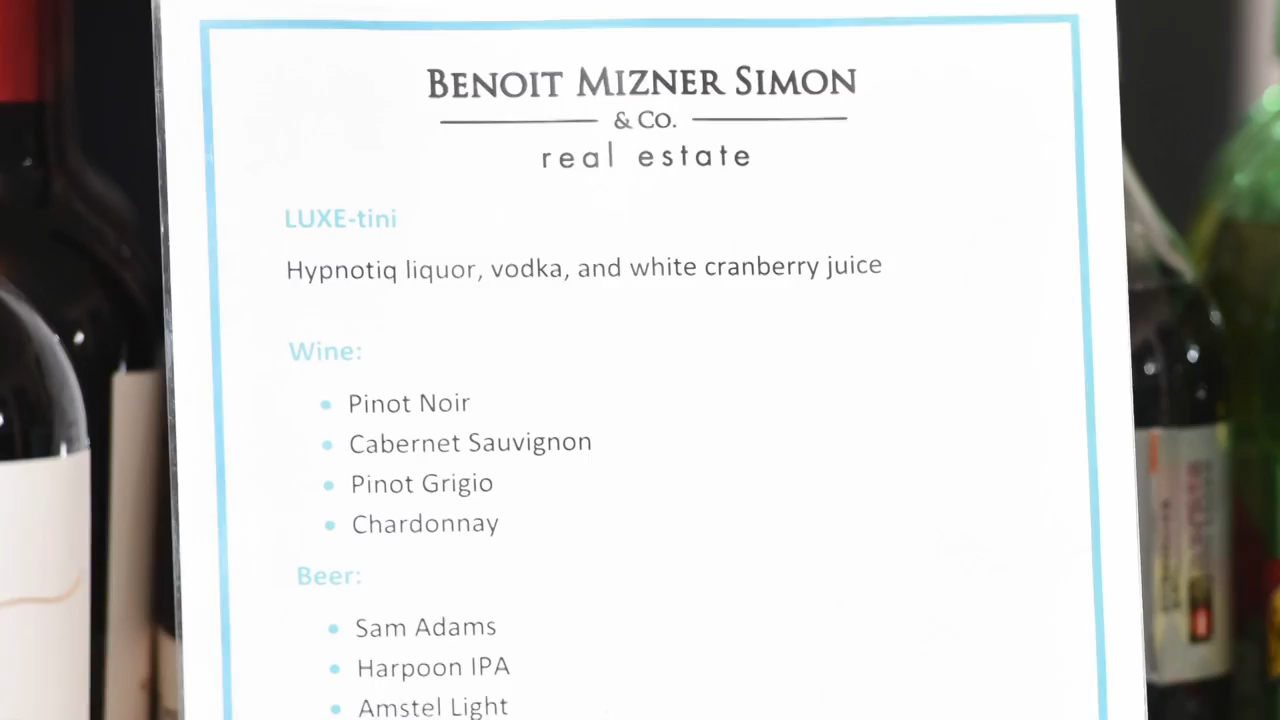 BENOIT MIZNER SIMON
& CO.
real estate
LUXE-tini
Hypnotiq liquor, vodka, and white cranberry juice
Wine:
Pinot Noir
Cabernet Sauvignon
Pinot Grigio
Chardonnay
Beer:
Sam Adams
Harpoon IPA
Amstel Light